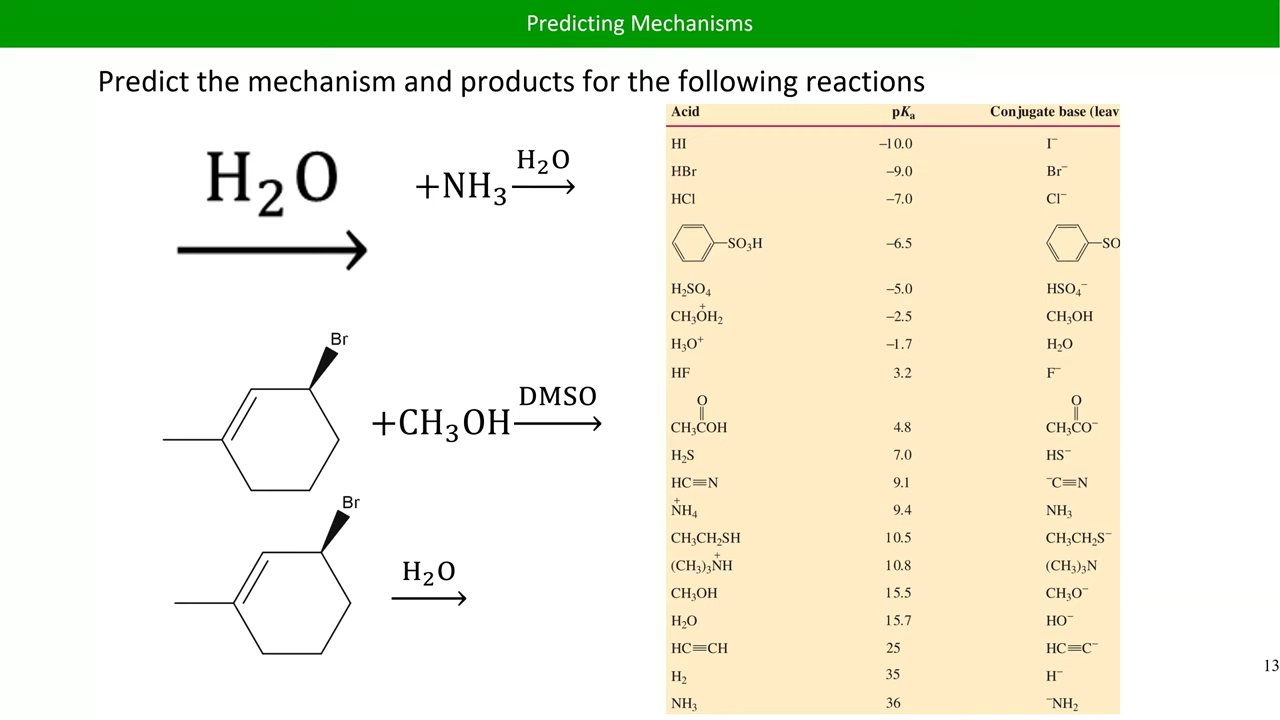 Predicting Mechanisms
Predict the mechanism and products for the following reactions
H₂O
+NH₃ H₂O
Br
+CH₃OH DMSO
Br
H₂O
Acid pKₐ Conjugate base (leav
HI −10.0 I⁻
HBr −9.0 Br⁻
HCl −7.0 Cl⁻
SO₃H −6.5 SO
H₂SO₄ −5.0 HSO₄⁻
CH₃O⁺H₂ −2.5 CH₃OH
H₃O⁺ −1.7 H₂O
HF 3.2 F⁻
O O
CH₃COH 4.8 CH₃CO⁻
H₂S 7.0 HS⁻
HC≡N 9.1 ⁻C≡N
N⁺H₄ 9.4 NH₃
CH₃CH₂SH 10.5 CH₃CH₂S⁻
(CH₃)₃N⁺H 10.8 (CH₃)₃N
CH₃OH 15.5 CH₃O⁻
H₂O 15.7 HO⁻
HC≡CH 25 HC≡C⁻
H₂ 35 H⁻
NH₃ 36 ⁻NH₂
13